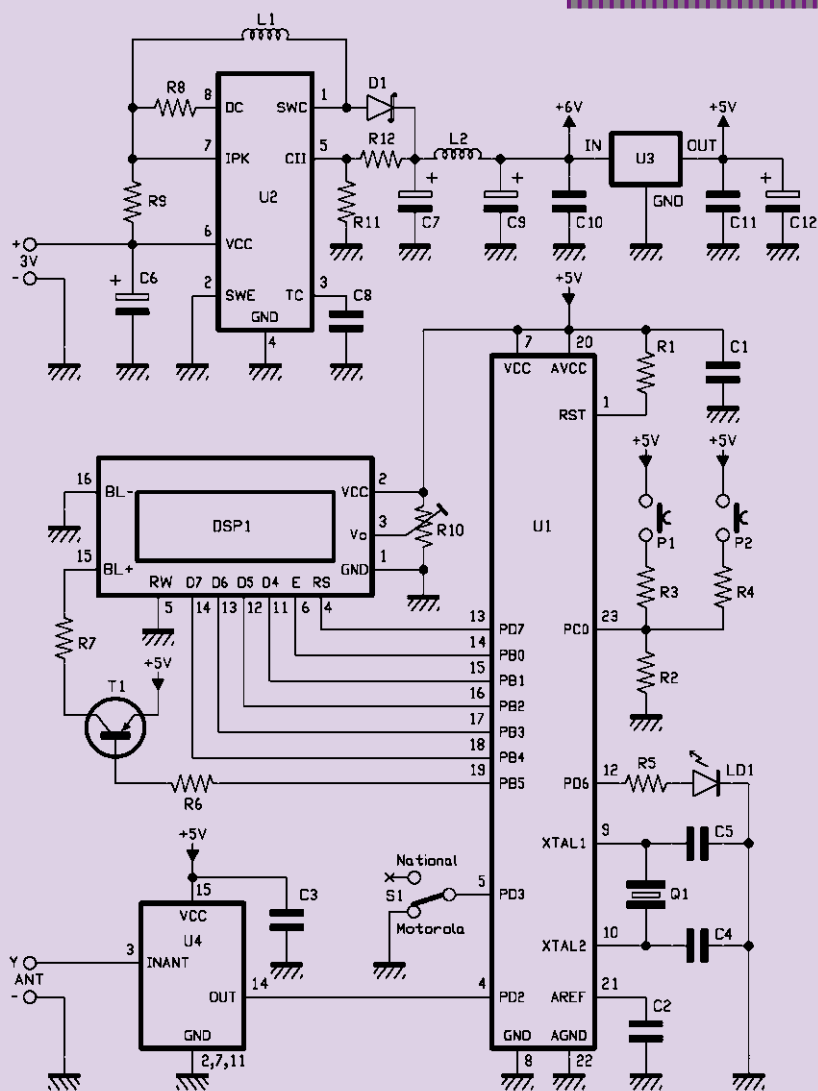 L1
R8 8 DC SWC 1 D1
+6V +5V
7 IPK CII 5 R12 L2 IN U3 OUT
U2
R9 R11 C7 + C9 + C10 GND C11 C12 +
+ 3V -
6 VCC
+ C6
2 SWE TC 3 C8
GND
4
+5V
7 20
VCC AVCC
R1 C1
RST 1
+5V +5V
16 BL- VCC 2
DSP1 Vo 3 R10
U1
P1 P2
15 BL+ GND 1
RW D7 D6 D5 D4 E RS
5 14 13 12 11 6 4
R3 R4
13 PD7 PC0 23
R7
14 PB0
+5V
15 PB1 R2
T1
16 PB2
17 PB3
18 PB4
19 PB5 PD6 12 R5 LD1
R6
+5V
9 C5
XTAL1
National
15
VCC C3
S1 5 PD3 Q1
Motorola
U4
10 C4
XTAL2
Y ANT -
3 INANT
14 OUT 4 PD2 AREF 21
C2
GND
2,7,11
GND AGND
8 22